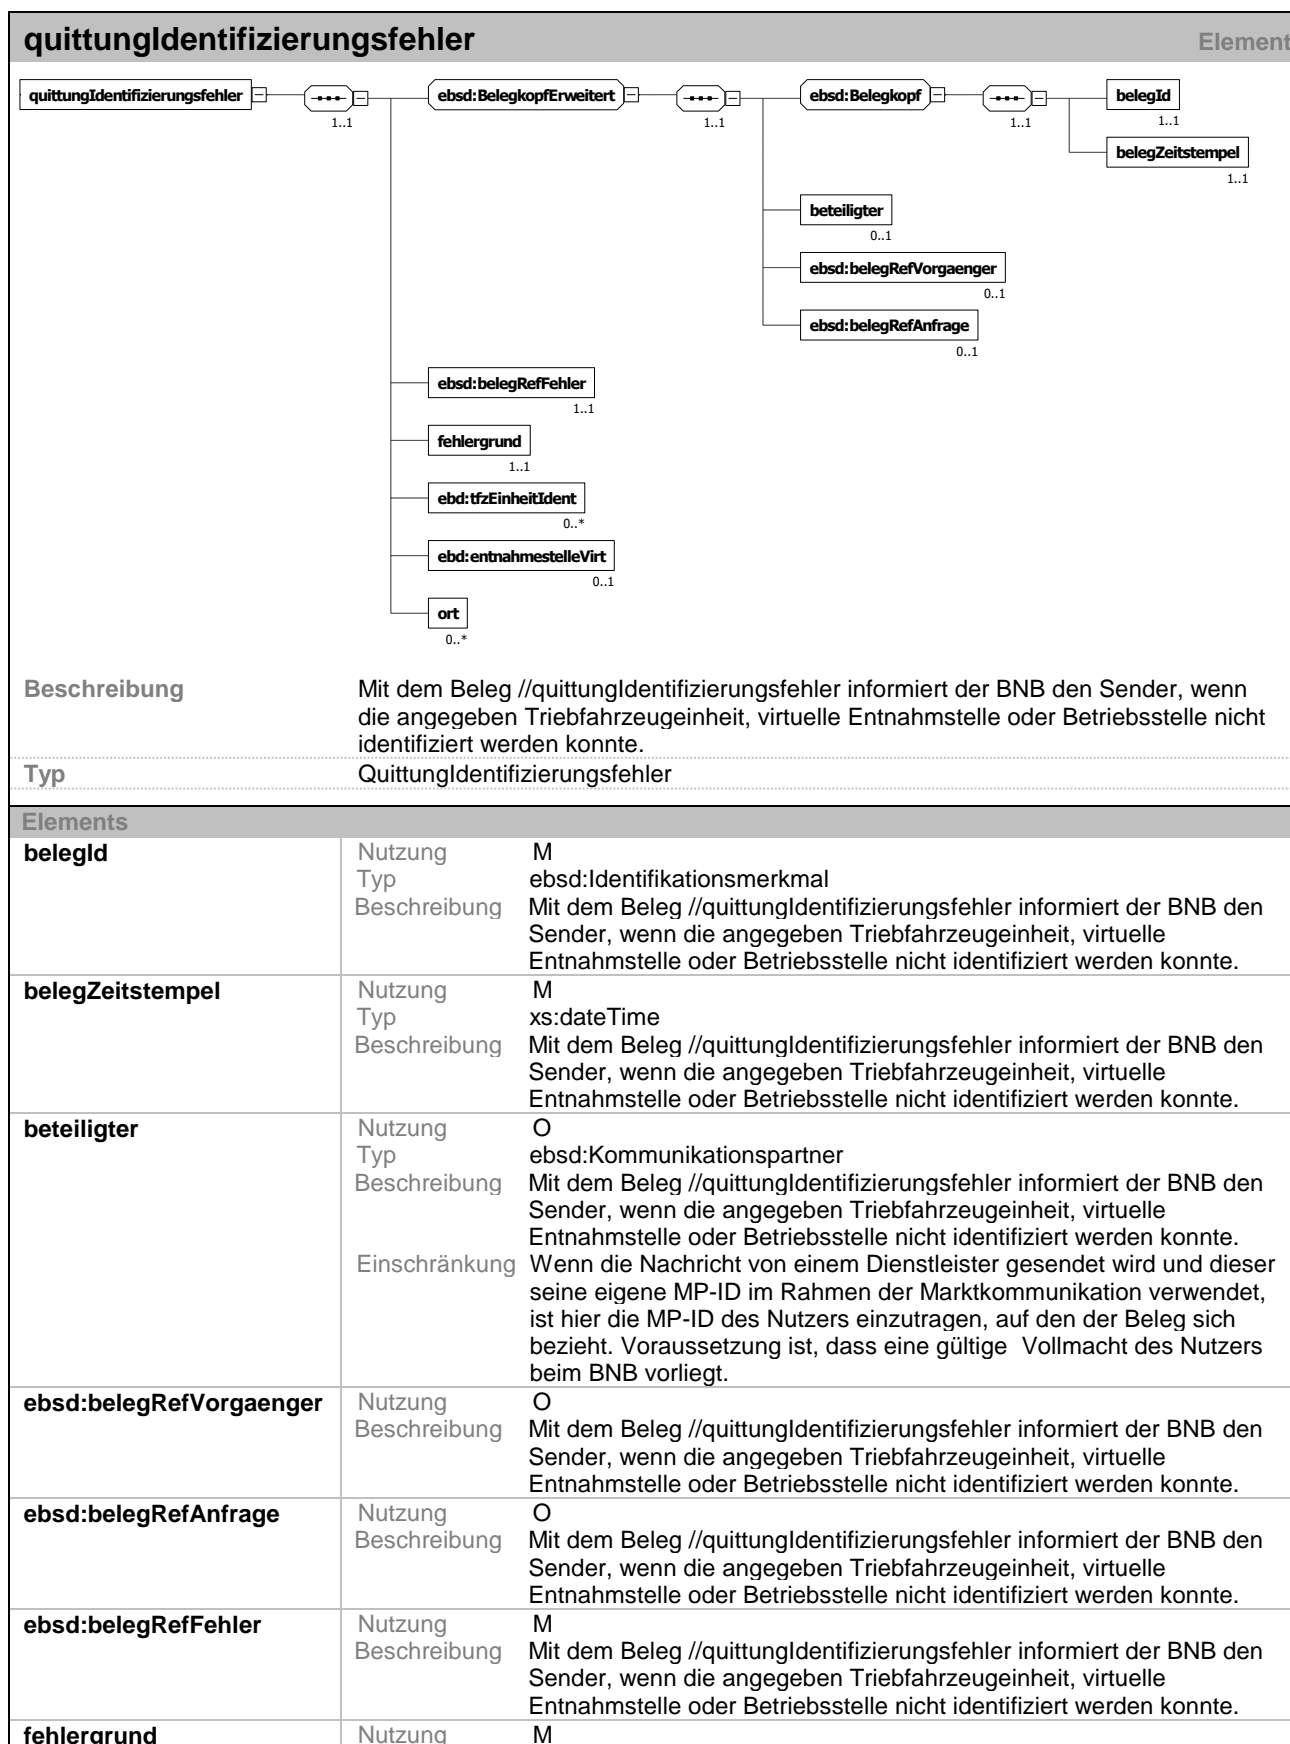 quittungIdentifizierungsfehler Element
quittungIdentifizierungsfehler
1..1
ebsd:BelegkopfErweitert
1..1
ebsd:Belegkopf
1..1
belegId
1..1
belegZeitstempel
1..1
beteiligter
0..1
ebsd:belegRefVorgaenger
0..1
ebsd:belegRefAnfrage
0..1
ebsd:belegRefFehler
1..1
fehlergrund
1..1
ebd:tfzEinheitIdent
0..*
ebd:entnahmestelleVirt
0..1
ort
0..*
Beschreibung Mit dem Beleg //quittungIdentifizierungsfehler informiert der BNB den Sender, wenn
die angegeben Triebfahrzeugeinheit, virtuelle Entnahmstelle oder Betriebsstelle nicht
identifiziert werden konnte.
Typ QuittungIdentifizierungsfehler
Elements
belegId Nutzung M
Typ ebsd:Identifikationsmerkmal
Beschreibung Mit dem Beleg //quittungIdentifizierungsfehler informiert der BNB den
Sender, wenn die angegeben Triebfahrzeugeinheit, virtuelle
Entnahmstelle oder Betriebsstelle nicht identifiziert werden konnte.
belegZeitstempel Nutzung M
Typ xs:dateTime
Beschreibung Mit dem Beleg //quittungIdentifizierungsfehler informiert der BNB den
Sender, wenn die angegeben Triebfahrzeugeinheit, virtuelle
Entnahmstelle oder Betriebsstelle nicht identifiziert werden konnte.
beteiligter Nutzung O
Typ ebsd:Kommunikationspartner
Beschreibung Mit dem Beleg //quittungIdentifizierungsfehler informiert der BNB den
Sender, wenn die angegeben Triebfahrzeugeinheit, virtuelle
Entnahmstelle oder Betriebsstelle nicht identifiziert werden konnte.
Einschränkung Wenn die Nachricht von einem Dienstleister gesendet wird und dieser
seine eigene MP-ID im Rahmen der Marktkommunikation verwendet,
ist hier die MP-ID des Nutzers einzutragen, auf den der Beleg sich
bezieht. Voraussetzung ist, dass eine gültige Vollmacht des Nutzers
beim BNB vorliegt.
ebsd:belegRefVorgaenger Nutzung O
Beschreibung Mit dem Beleg //quittungIdentifizierungsfehler informiert der BNB den
Sender, wenn die angegeben Triebfahrzeugeinheit, virtuelle
Entnahmstelle oder Betriebsstelle nicht identifiziert werden konnte.
ebsd:belegRefAnfrage Nutzung O
Beschreibung Mit dem Beleg //quittungIdentifizierungsfehler informiert der BNB den
Sender, wenn die angegeben Triebfahrzeugeinheit, virtuelle
Entnahmstelle oder Betriebsstelle nicht identifiziert werden konnte.
ebsd:belegRefFehler Nutzung M
Beschreibung Mit dem Beleg //quittungIdentifizierungsfehler informiert der BNB den
Sender, wenn die angegeben Triebfahrzeugeinheit, virtuelle
Entnahmstelle oder Betriebsstelle nicht identifiziert werden konnte.
fehlergrund Nutzung M